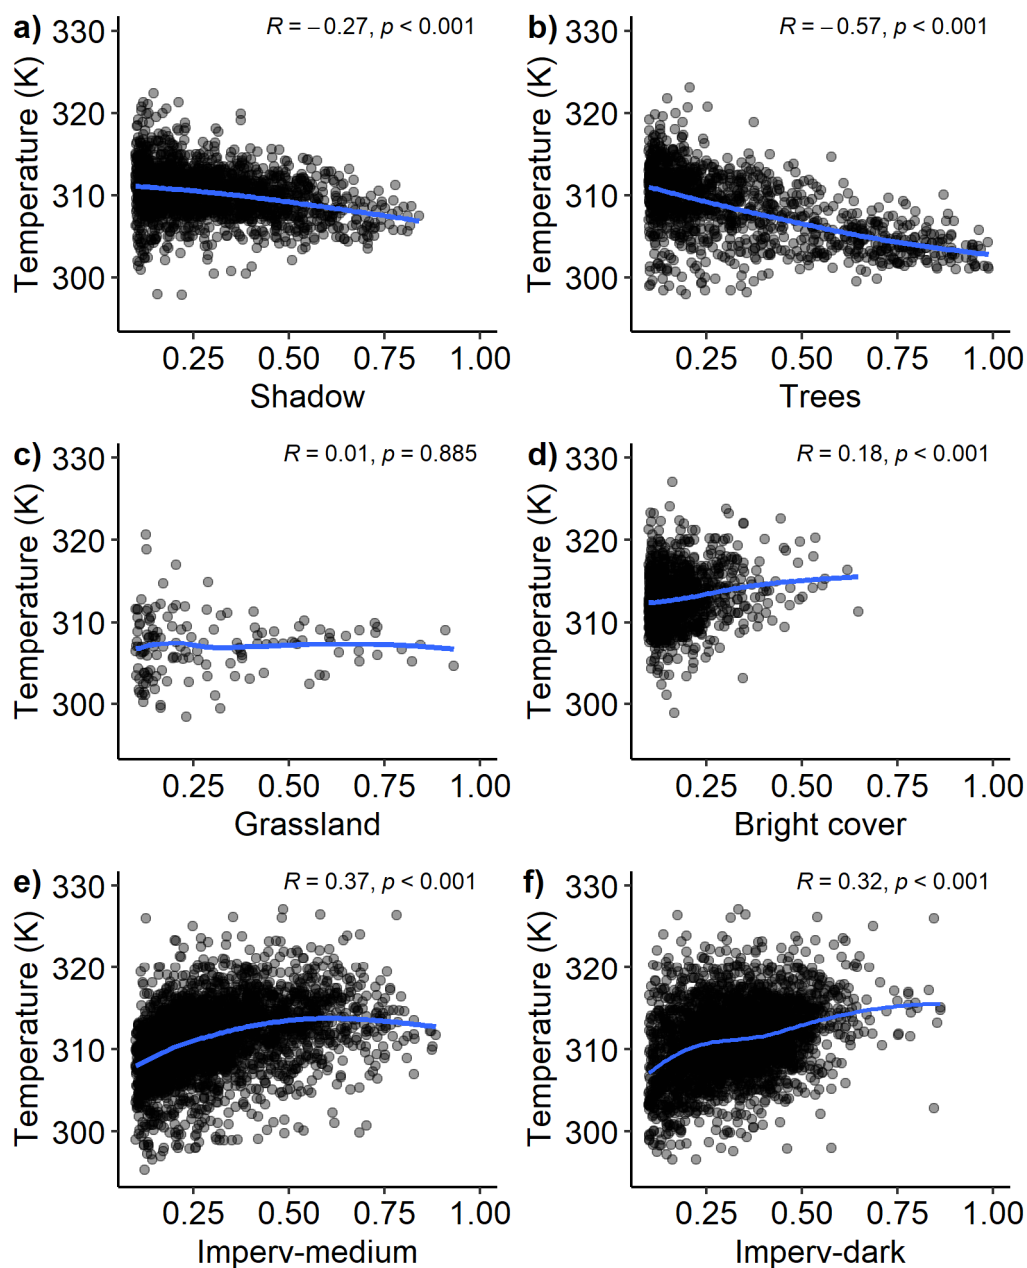 a) R = −0.27, p < 0.001
330
320
310
300
Temperature (K)
0.25 0.50 0.75 1.00
Shadow
b) R = −0.57, p < 0.001
330
320
310
300
Temperature (K)
0.25 0.50 0.75 1.00
Trees
c) R = 0.01, p = 0.885
330
320
310
300
Temperature (K)
0.25 0.50 0.75 1.00
Grassland
d) R = 0.18, p < 0.001
330
320
310
300
Temperature (K)
0.25 0.50 0.75 1.00
Bright cover
e) R = 0.37, p < 0.001
330
320
310
300
Temperature (K)
0.25 0.50 0.75 1.00
Imperv-medium
f) R = 0.32, p < 0.001
330
320
310
300
Temperature (K)
0.25 0.50 0.75 1.00
Imperv-dark